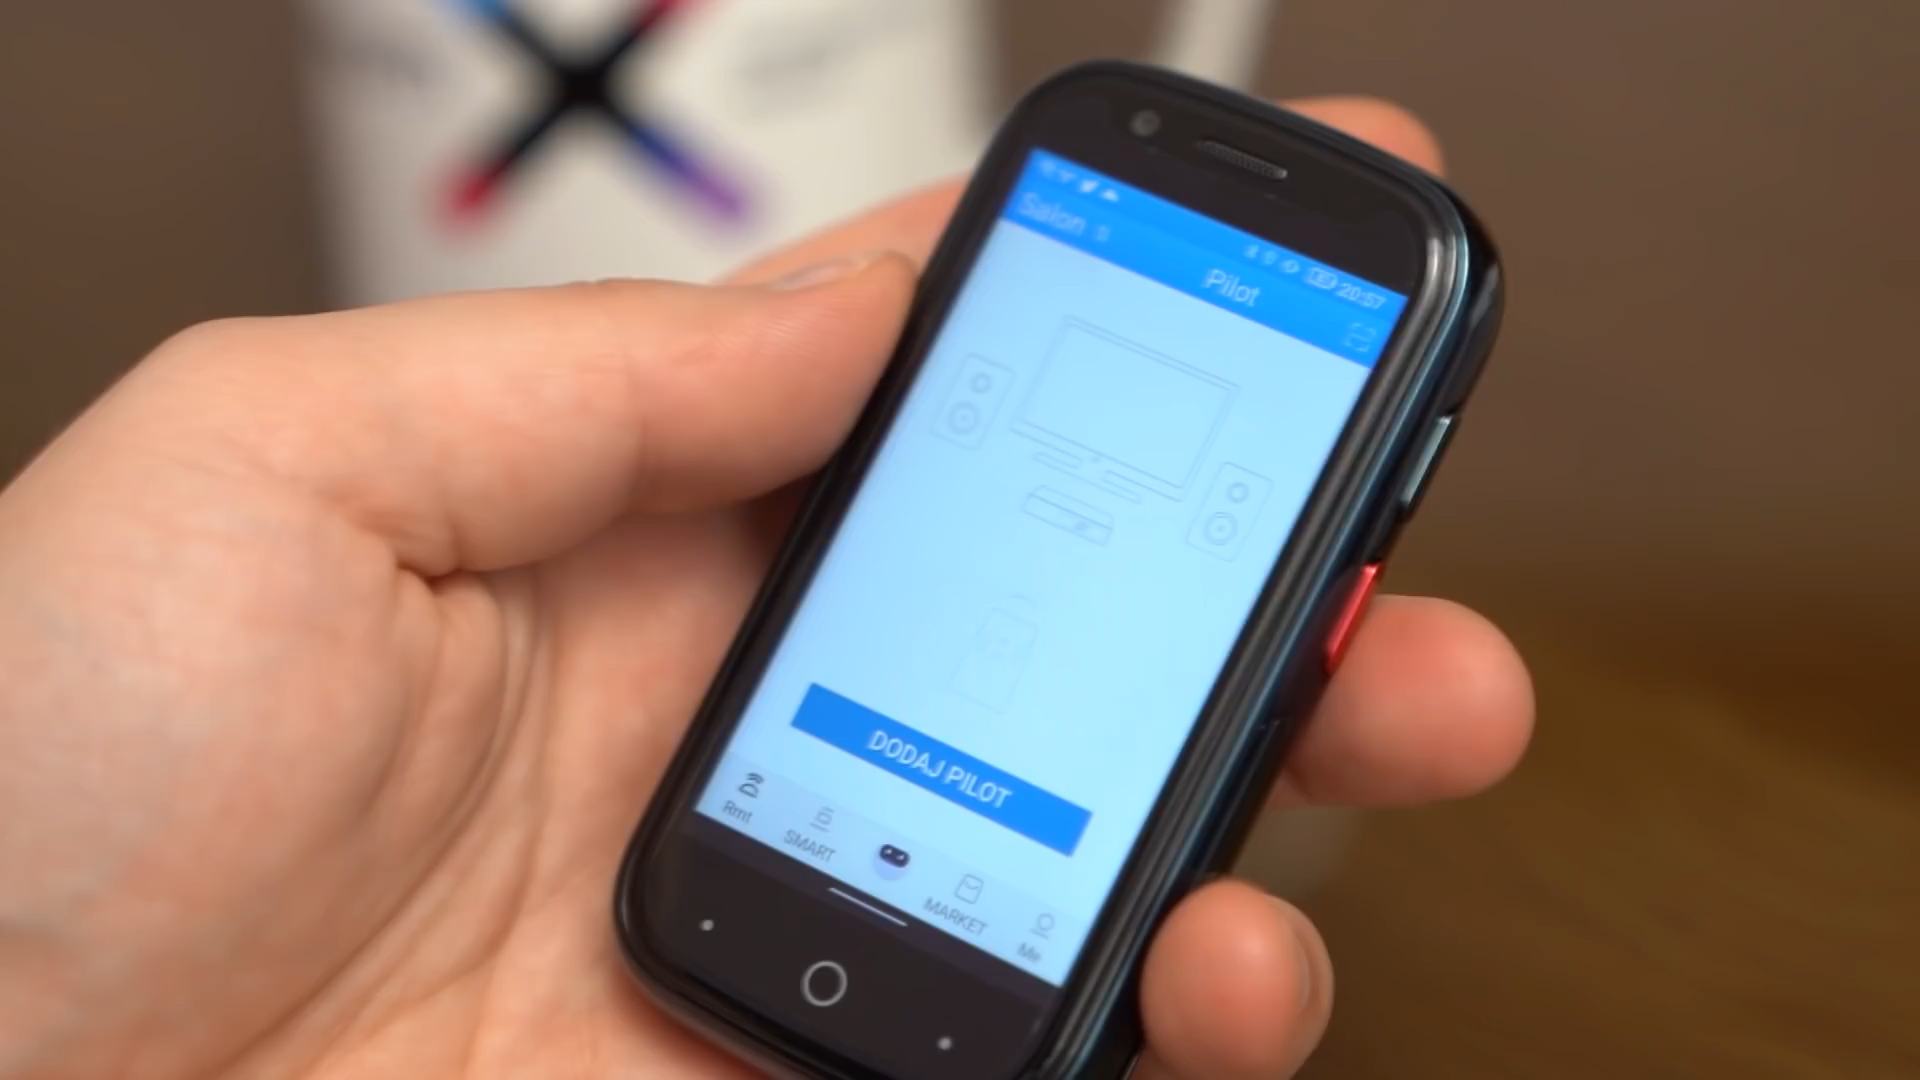 20:57
Salon
Pilot
DODAJ PILOT
Rmt
SMART
MARKET
Me